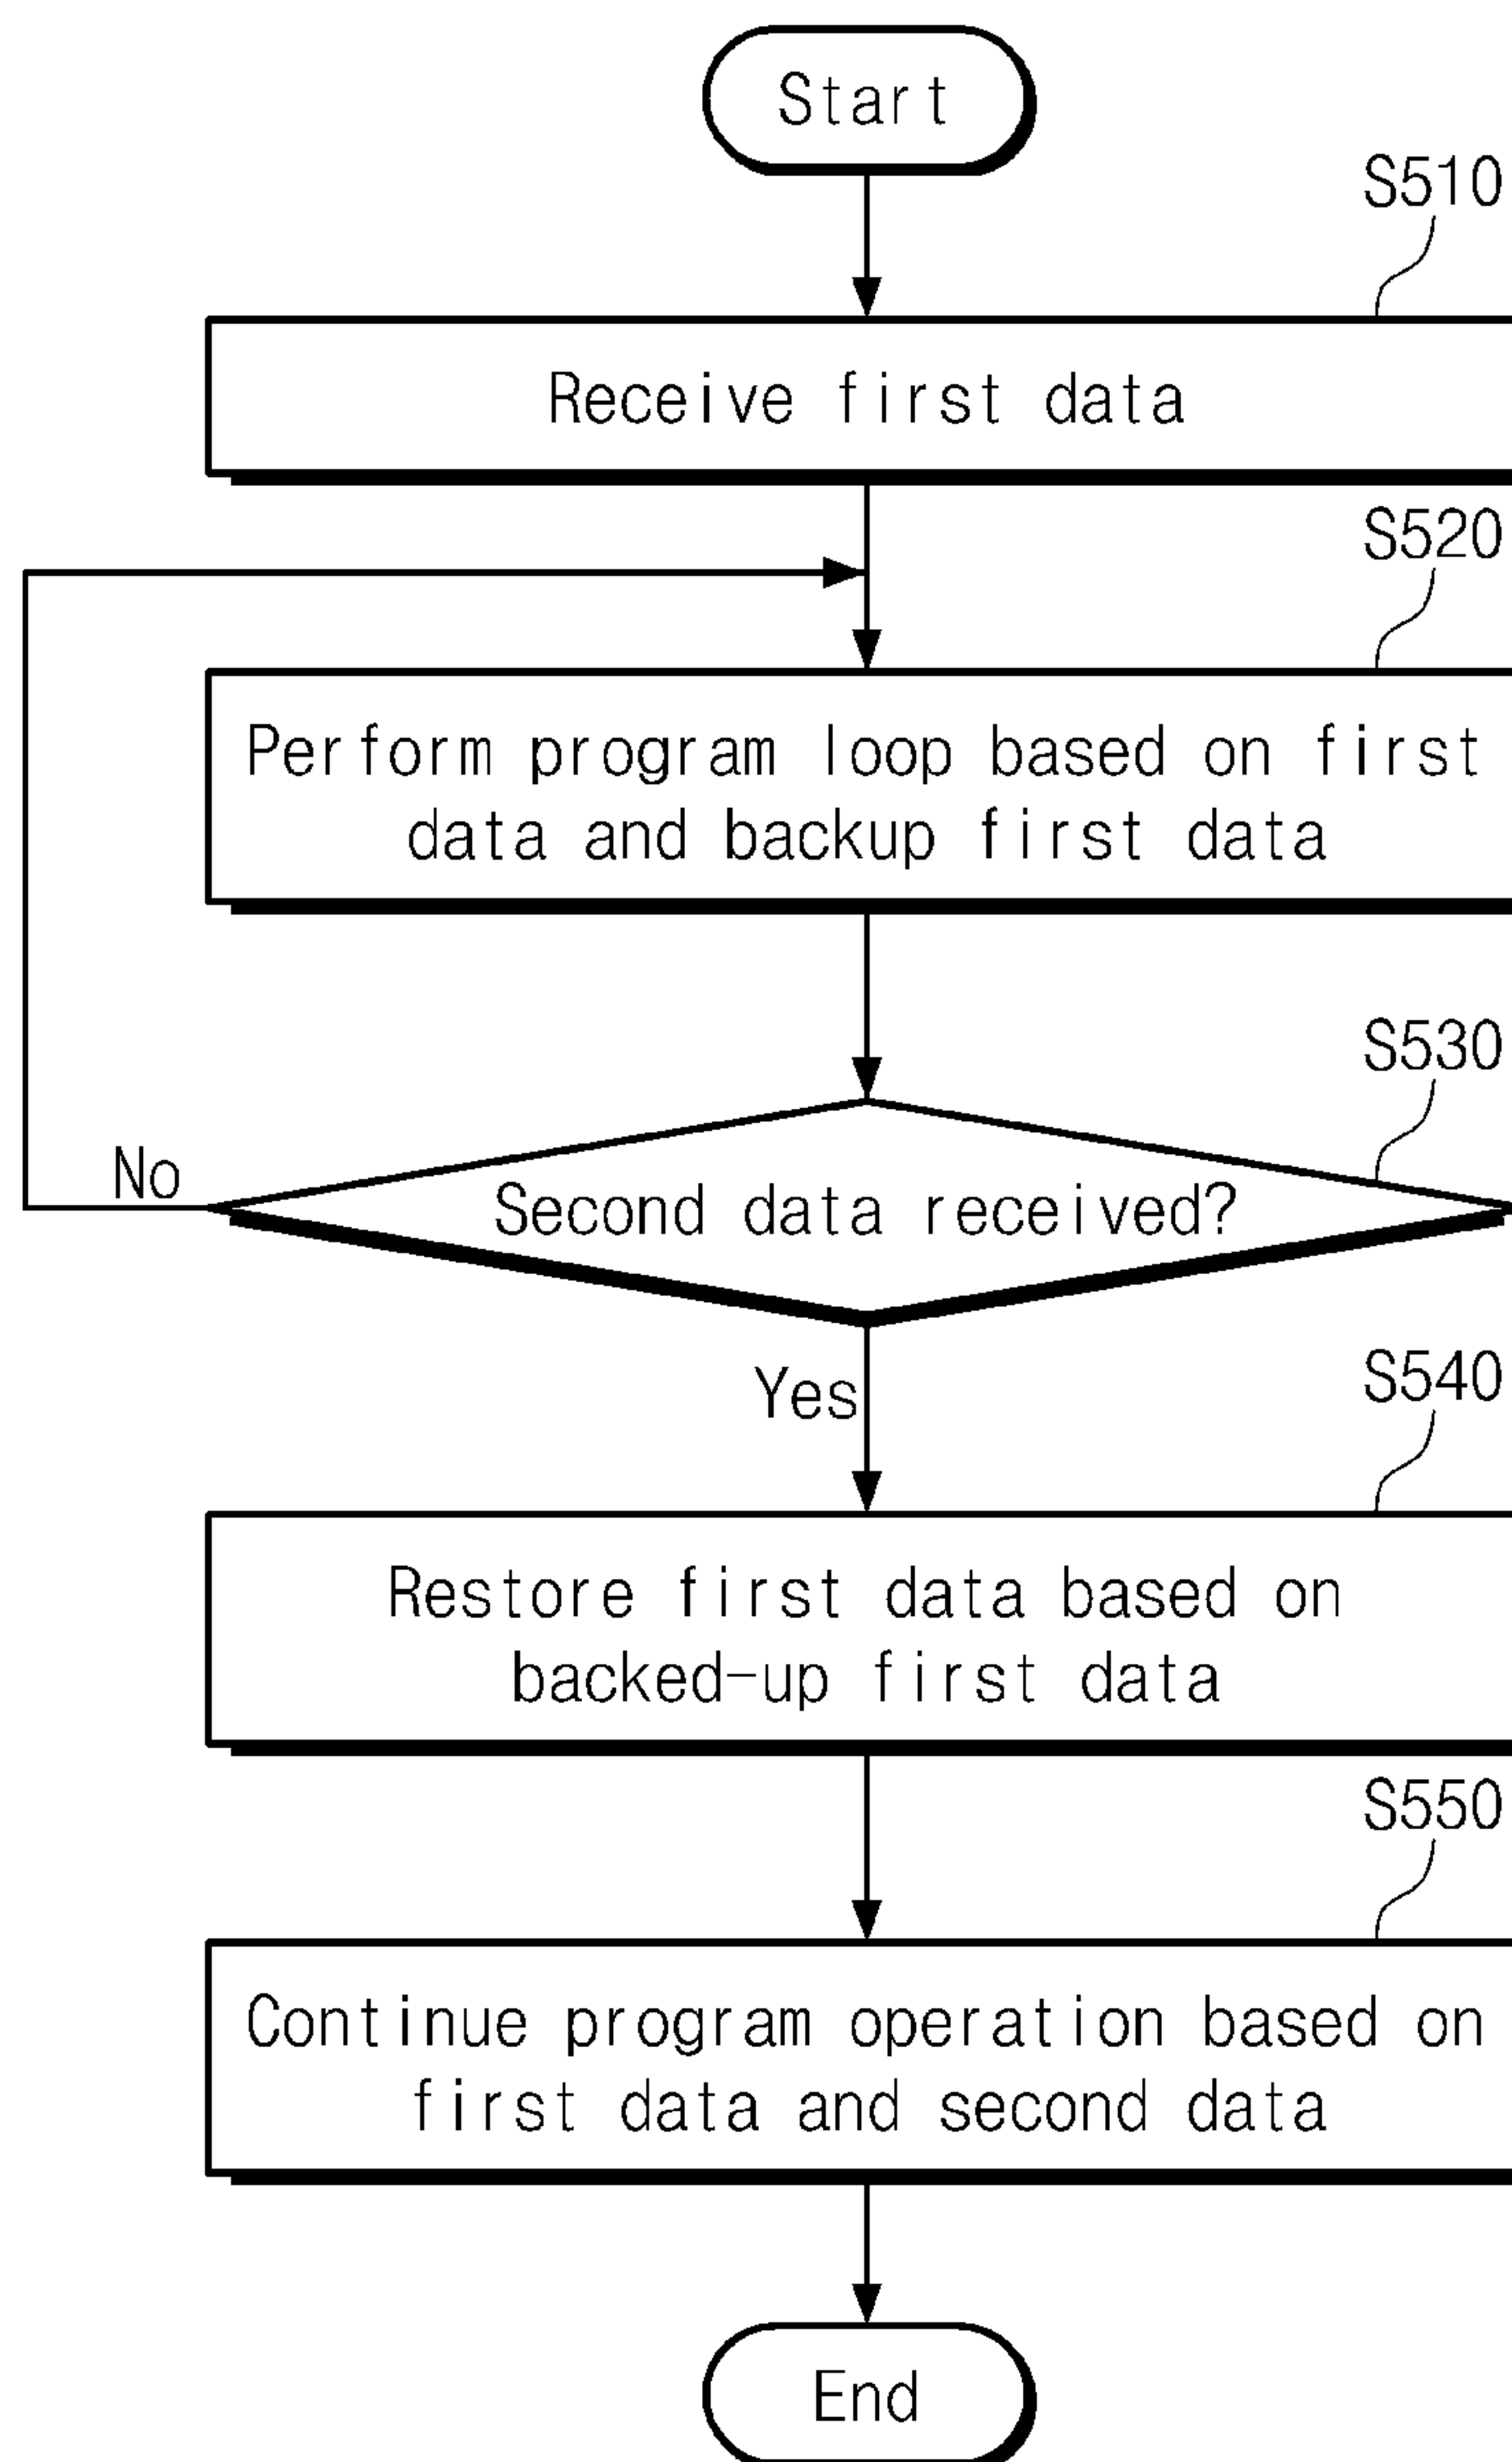 Start
S510
Receive first data
S520
Perform program loop based on first
data and backup first data
S530
No
Second data received?
Yes
S540
Restore first data based on
backed-up first data
S550
Continue program operation based on
first data and second data
End